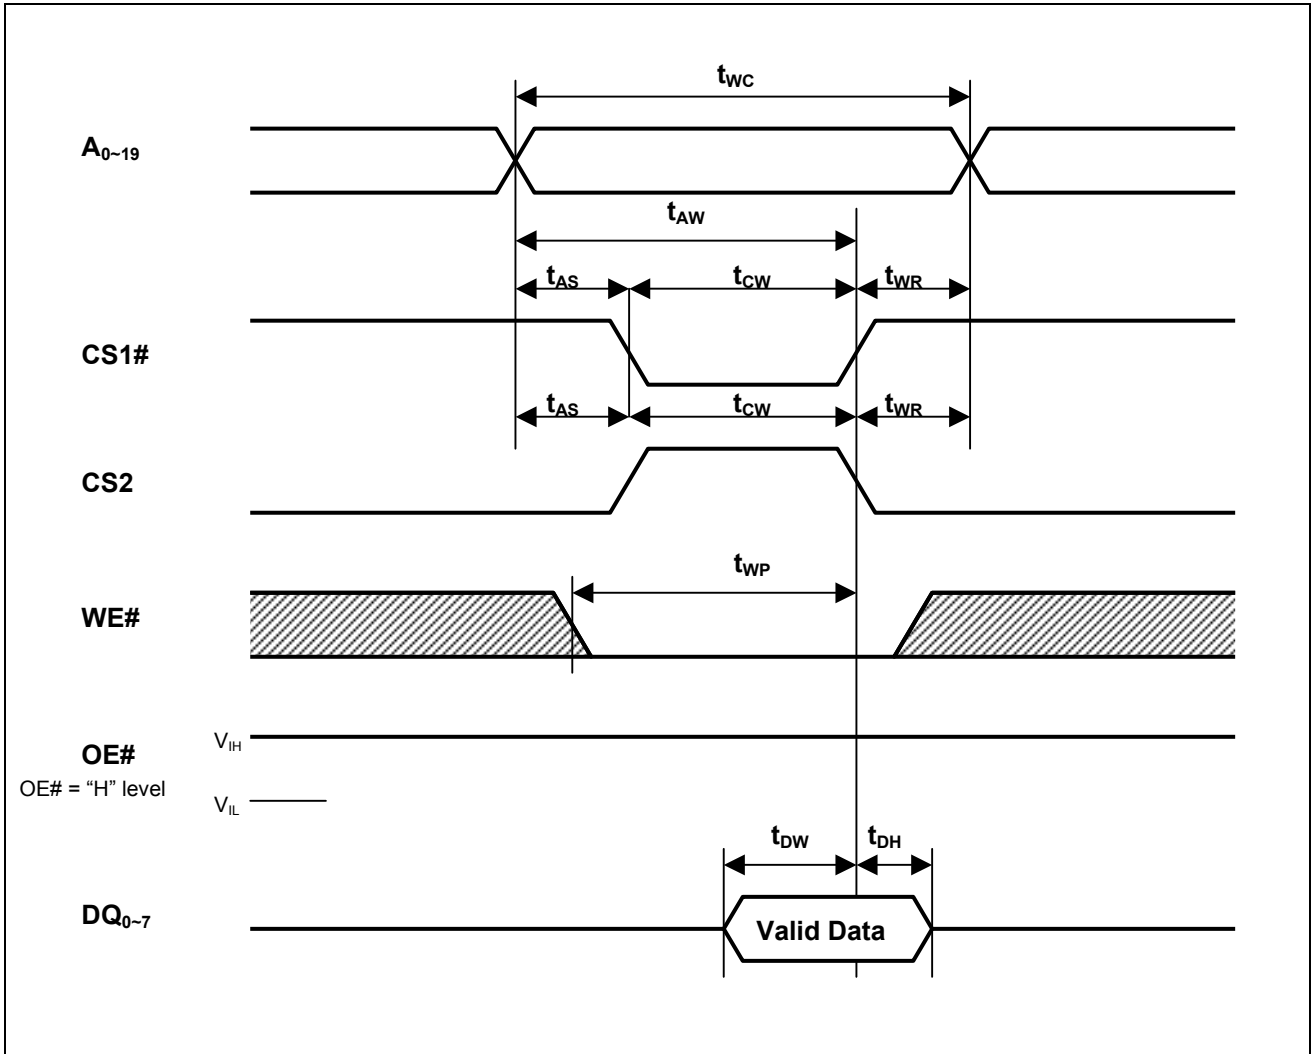 tWC
A0~19
tAW
tAS tCW tWR
CS1#
tAS tCW tWR
CS2
tWP
WE#
VIH
OE#
OE# = “H” level
VIL
tDW tDH
DQ0~7 Valid Data